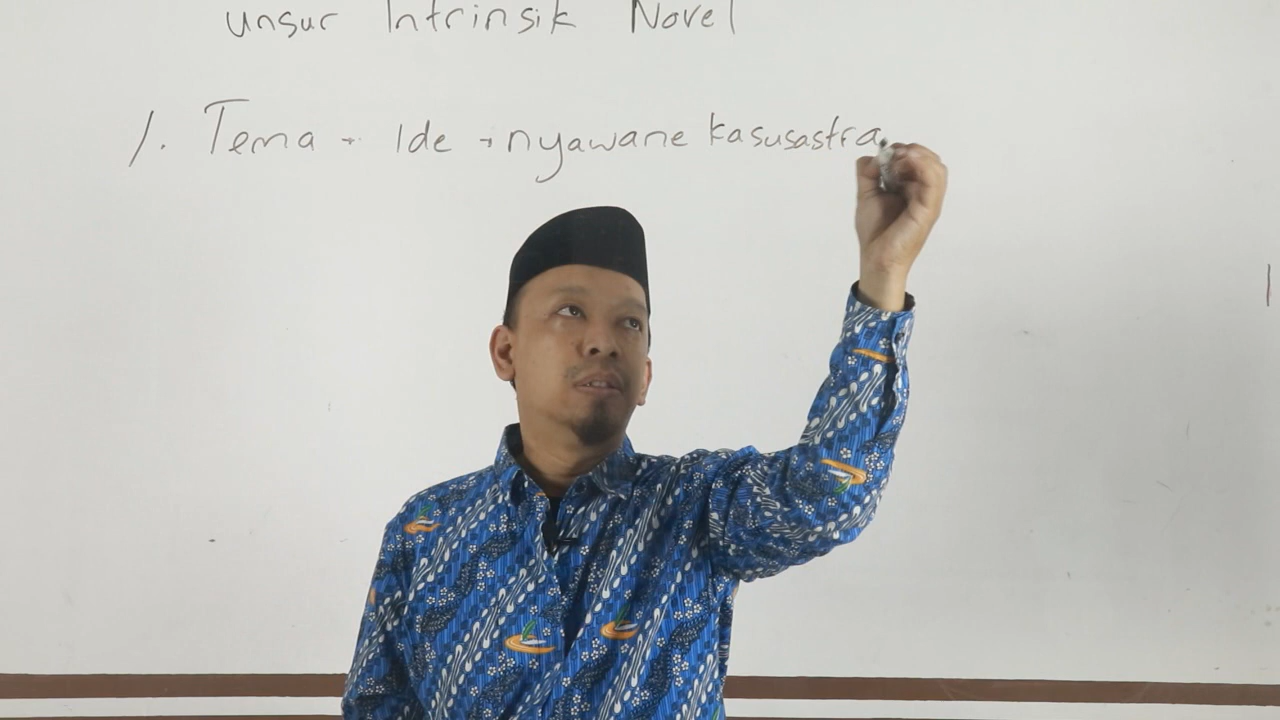 unsur Intrinsik Novel
1. Tema → Ide → nyawane kasusastra